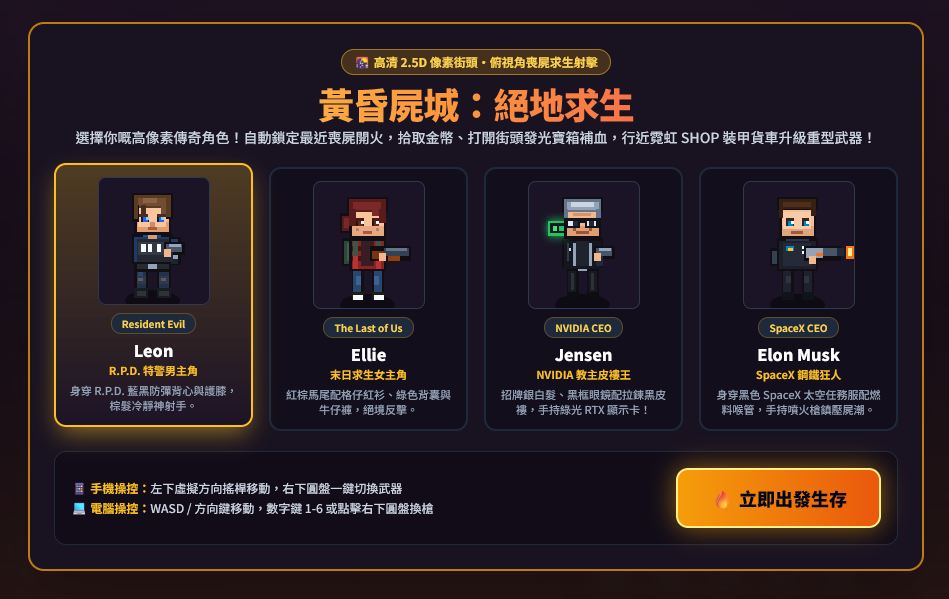 🌆 高清 2.5D 像素街頭・俯視角喪屍求生射擊
黃昏屍城：絕地求生
選擇你嘅高像素傳奇角色！自動鎖定最近喪屍開火，拾取金幣、打開街頭發光寶箱補血，行近霓虹 SHOP 裝甲貨車升級重型武器！
Resident Evil
Leon
R.P.D. 特警男主角
身穿 R.P.D. 藍黑防彈背心與護膝，
棕髮冷靜神射手。
The Last of Us
Ellie
末日求生女主角
紅棕馬尾配格仔紅衫、綠色背囊與
牛仔褲，絕境反擊。
NVIDIA CEO
Jensen
NVIDIA 教主皮褸王
招牌銀白髮、黑框眼鏡配拉鍊黑皮
褸，手持綠光 RTX 顯示卡！
SpaceX CEO
Elon Musk
SpaceX 鋼鐵狂人
身穿黑色 SpaceX 太空任務服配燃
料喉管，手持噴火槍鎮壓屍潮。
📱 手機操控：左下虛擬方向搖桿移動，右下圓盤一鍵切換武器
💻 電腦操控：WASD / 方向鍵移動，數字鍵 1-6 或點擊右下圓盤換槍
🔥 立即出發生存